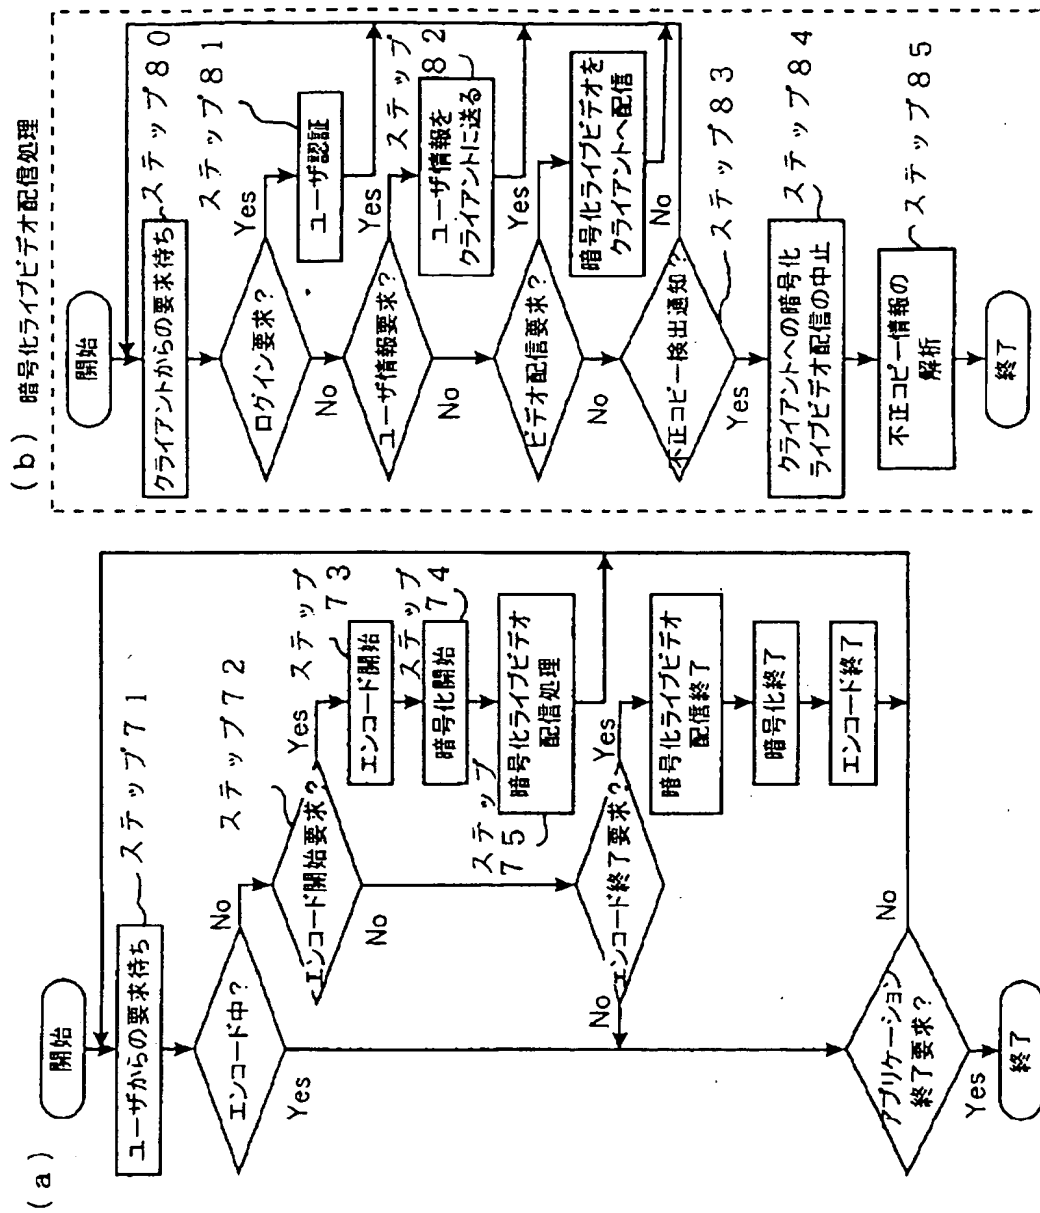 (a)
開始
ユーザからの要求待ち
ステップ71
エンコード中?
No
Yes
ステップ72
エンコード開始要求?
Yes
No
ステップ
73
エンコード開始
ステップ
74
暗号化開始
ステップ
75
暗号化ライブビデオ
配信処理
エンコード終了要求?
Yes
No
暗号化ライブビデオ
配信終了
暗号化終了
エンコード終了
アプリケーション
終了要求?
No
Yes
終了
(b) 暗号化ライブビデオ配信処理
開始
クライアントからの要求待ち
ステップ80
ログイン要求?
Yes
No
ステップ81
ユーザ認証
ユーザ情報要求?
Yes
No
ステップ
82
ユーザ情報を
クライアントに送る
ビデオ配信要求?
Yes
No
暗号化ライブビデオを
クライアントへ配信
不正コピー検出通知?
No
Yes
ステップ83
クライアントへの暗号化
ライブビデオ配信の中止
ステップ84
不正コピー情報の
解析
ステップ85
終了